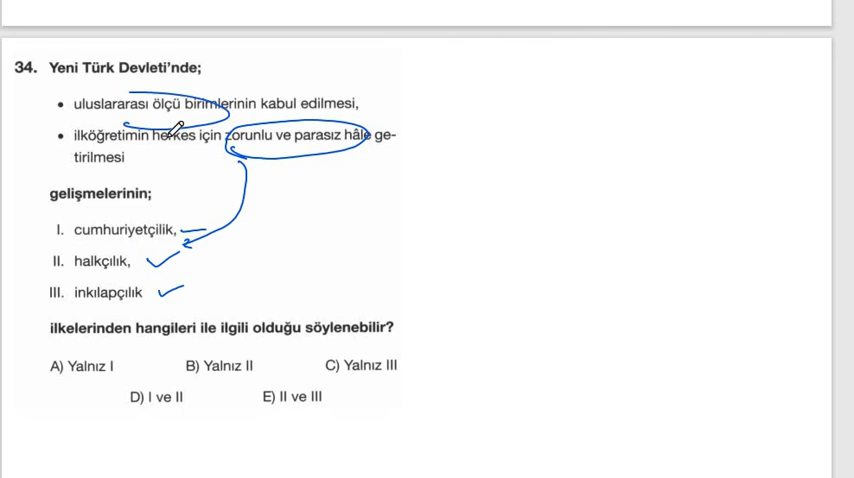 34. Yeni Türk Devleti'nde;
• uluslararası ölçü birimlerinin kabul edilmesi,
• ilköğretimin herkes için zorunlu ve parasız hâle ge-
tirilmesi
gelişmelerinin;
I. cumhuriyetçilik,
II. halkçılık,
III. inkılapçılık
ilkelerinden hangileri ile ilgili olduğu söylenebilir?
A) Yalnız I B) Yalnız II C) Yalnız III
D) I ve II E) II ve III